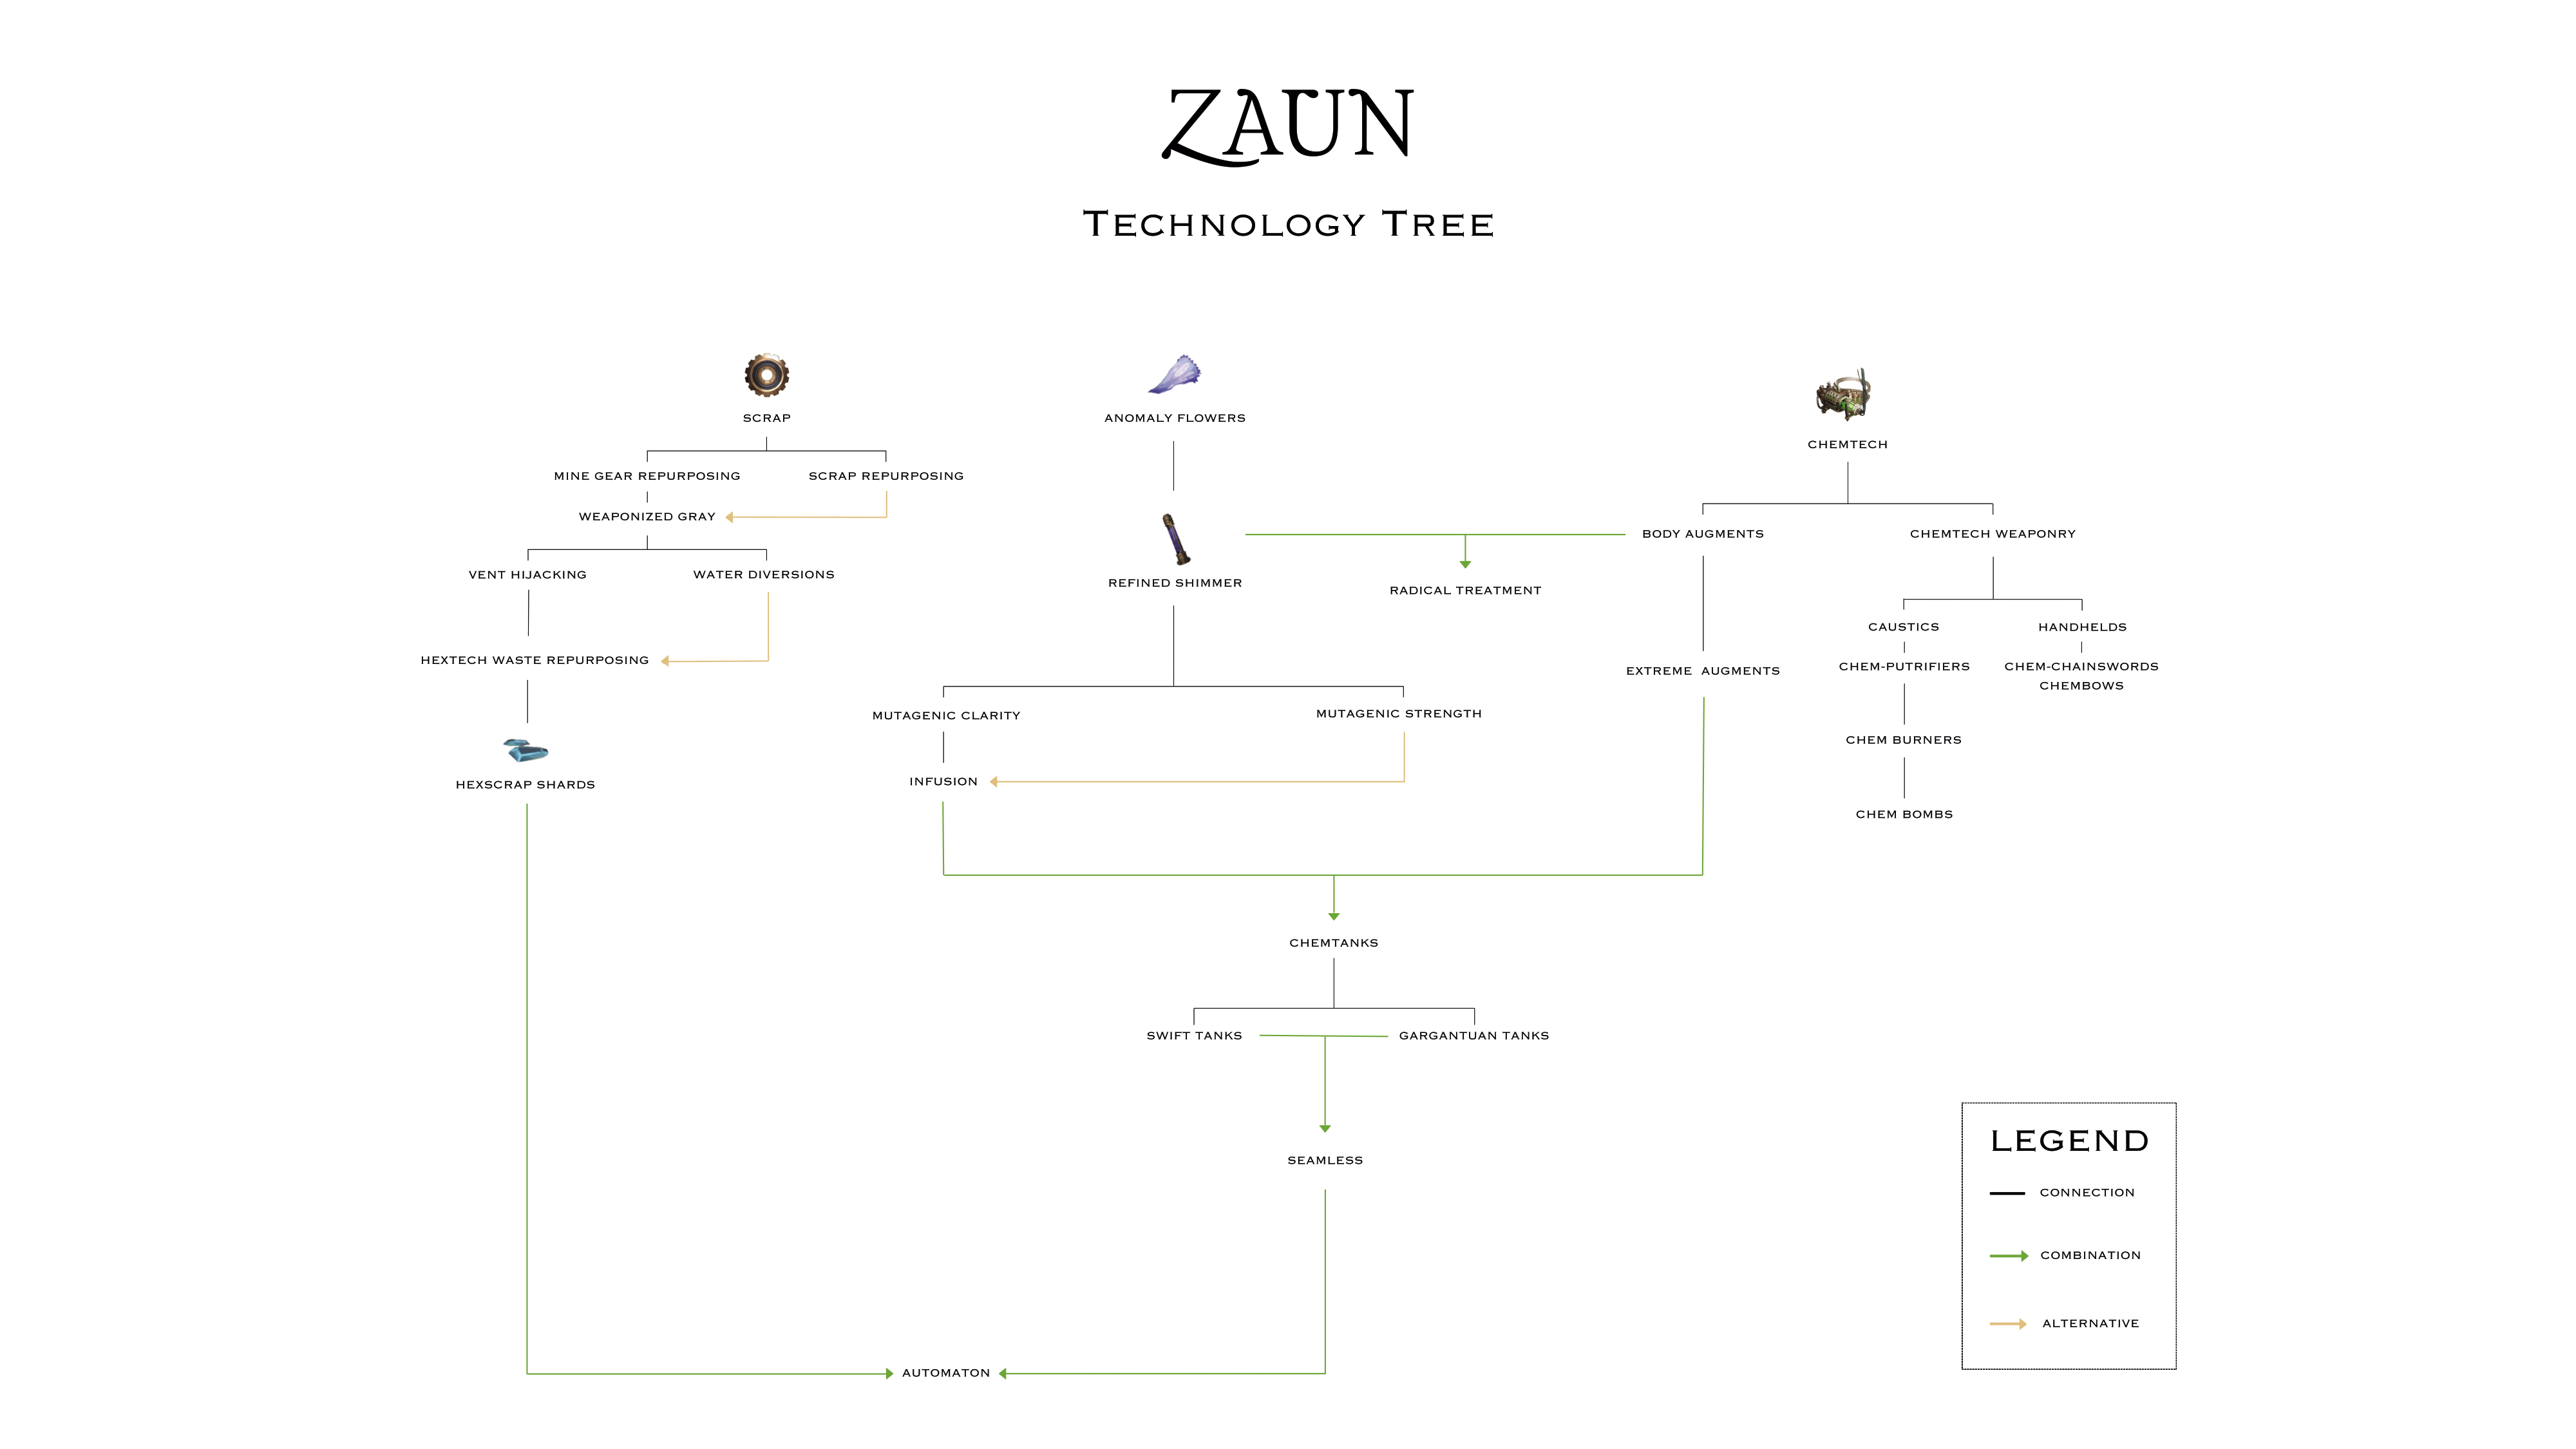 ZAUN
TECHNOLOGY TREE
SCRAP
ANOMALY FLOWERS
CHEMTECH
MINE GEAR REPURPOSING
SCRAP REPURPOSING
WEAPONIZED GRAY
BODY AUGMENTS
CHEMTECH WEAPONRY
VENT HIJACKING
WATER DIVERSIONS
REFINED SHIMMER
RADICAL TREATMENT
CAUSTICS
HANDHELDS
HEXTECH WASTE REPURPOSING
EXTREME AUGMENTS
CHEM-PUTRIFIERS
CHEM-CHAINSWORDS
CHEMBOWS
MUTAGENIC CLARITY
MUTAGENIC STRENGTH
CHEM BURNERS
HEXSCRAP SHARDS
INFUSION
CHEM BOMBS
CHEMTANKS
SWIFT TANKS
GARGANTUAN TANKS
SEAMLESS
AUTOMATON
LEGEND
CONNECTION
COMBINATION
ALTERNATIVE